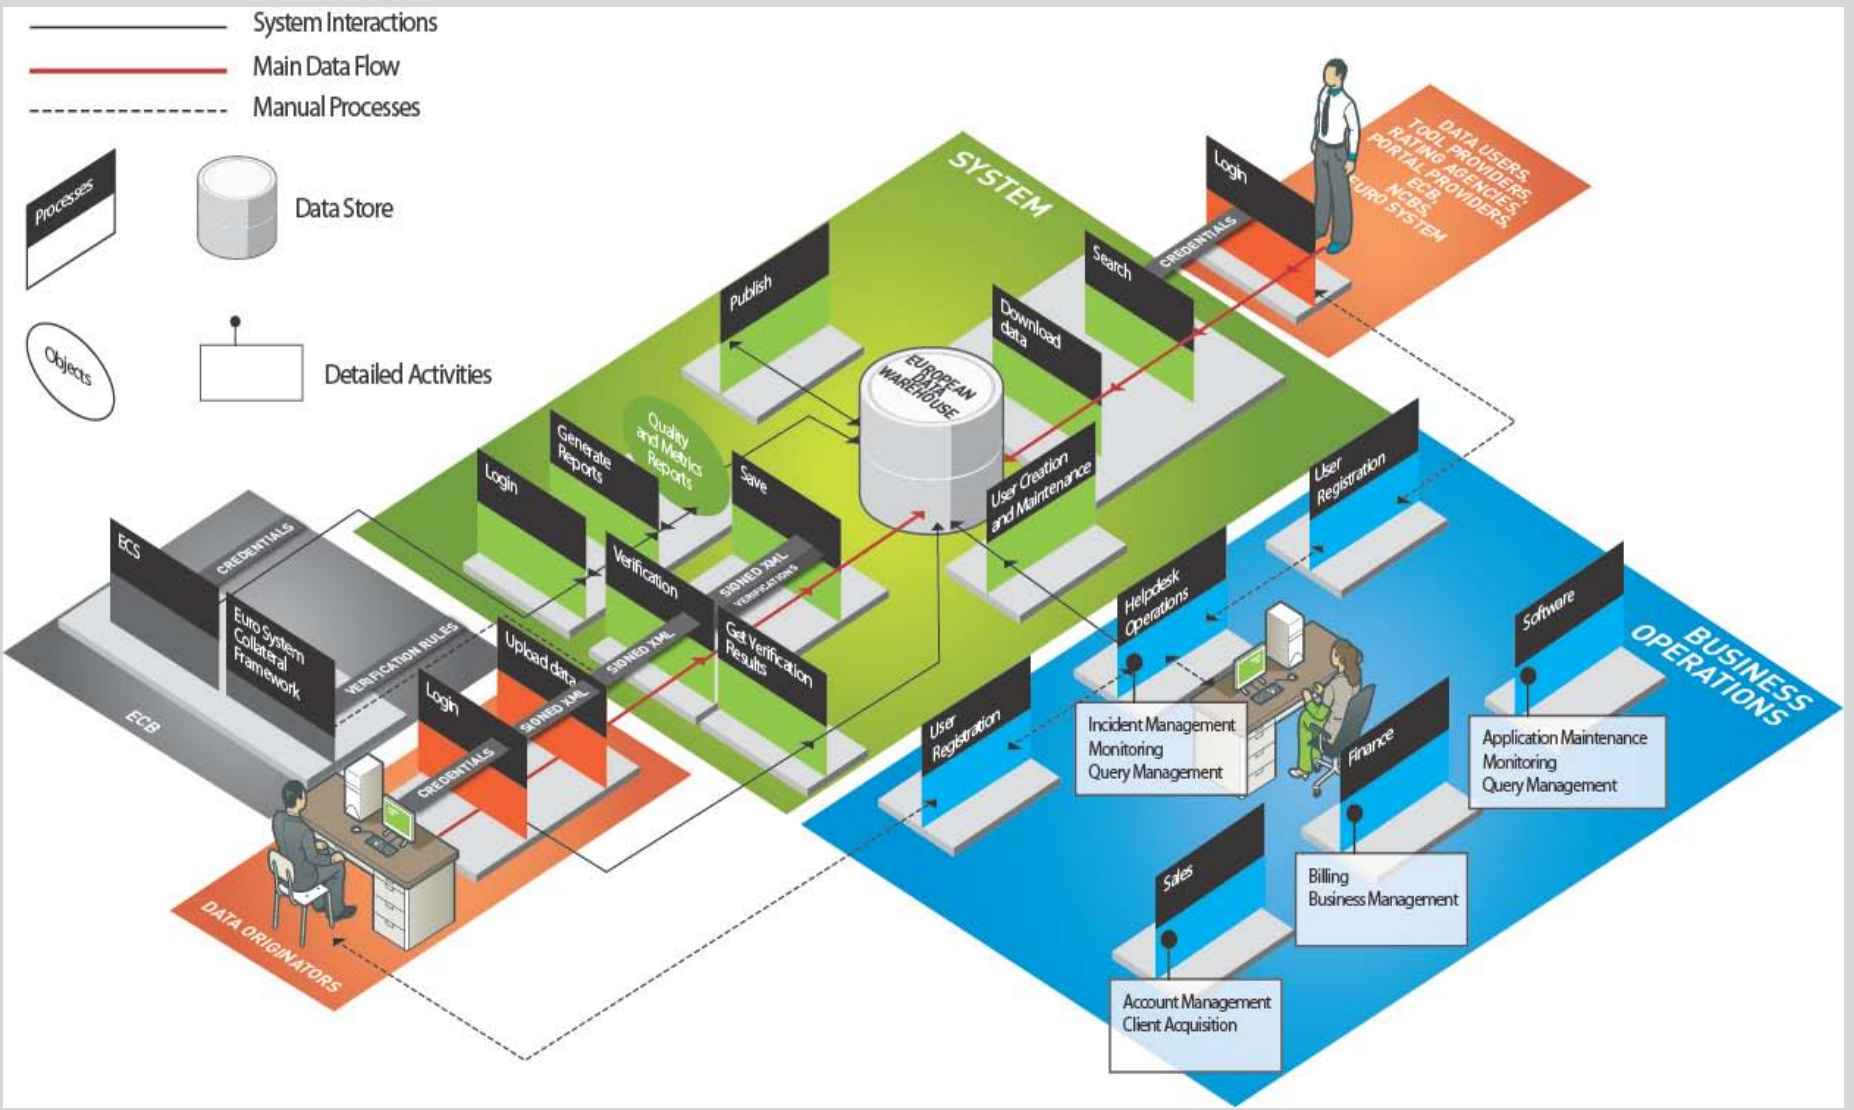 System Interactions
Main Data Flow
Manual Processes
Processes
Data Store
Objects
Detailed Activities
SYSTEM
Publish
Quality
and Metrics
Reports
Generate
Reports
Login
Save
Verification
Get Verification
Results
EUROPEAN
DATA
WAREHOUSE
Download
data
Search
User Creation
and Maintenance
SIGNED XML
VERIFICATIONS
SIGNED XML
Login
CREDENTIALS
DATA USERS,
TOOL PROVIDERS,
RATING AGENCIES,
PORTAL PROVIDERS,
ECB,
NCBS,
EURO SYSTEM
ECS
CREDENTIALS
Euro System
Collateral
Framework
VERIFICATION RULES
ECB
Upload data
SIGNED XML
Login
CREDENTIALS
DATA ORIGINATORS
User
Registration
Helpdesk
Operations
Incident Management
Monitoring
Query Management
User
Registration
Software
Application Maintenance
Monitoring
Query Management
BUSINESS
OPERATIONS
Finance
Billing
Business Management
Sales
Account Management
Client Acquisition